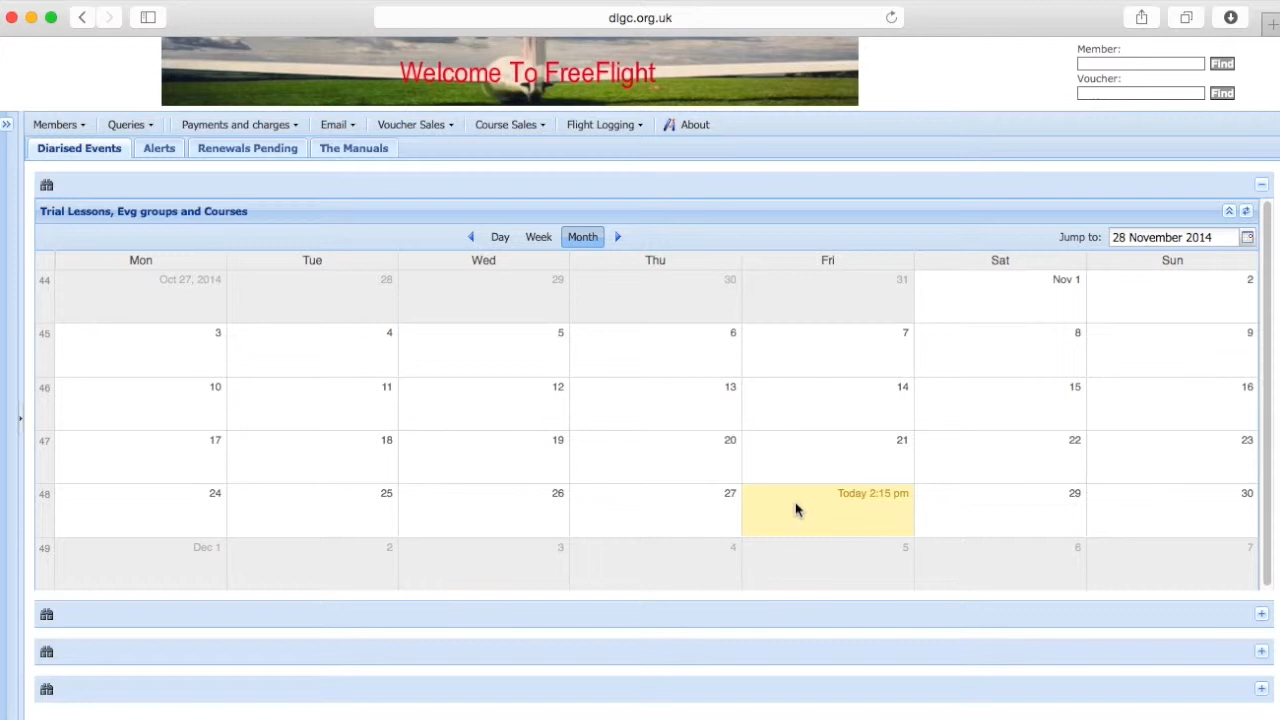 dlgc.org.uk
Welcome To FreeFlight
Member:
Find
Voucher:
Find
Members Queries Payments and charges Email Voucher Sales Course Sales Flight Logging About
Diarised Events Alerts Renewals Pending The Manuals
Trial Lessons, Evg groups and Courses
Day Week Month Jump to: 28 November 2014
Mon Tue Wed Thu Fri Sat Sun
44 Oct 27, 2014 28 29 30 31 Nov 1 2
45 3 4 5 6 7 8 9
46 10 11 12 13 14 15 16
47 17 18 19 20 21 22 23
48 24 25 26 27 Today 2:15 pm 29 30
49 Dec 1 2 3 4 5 6 7